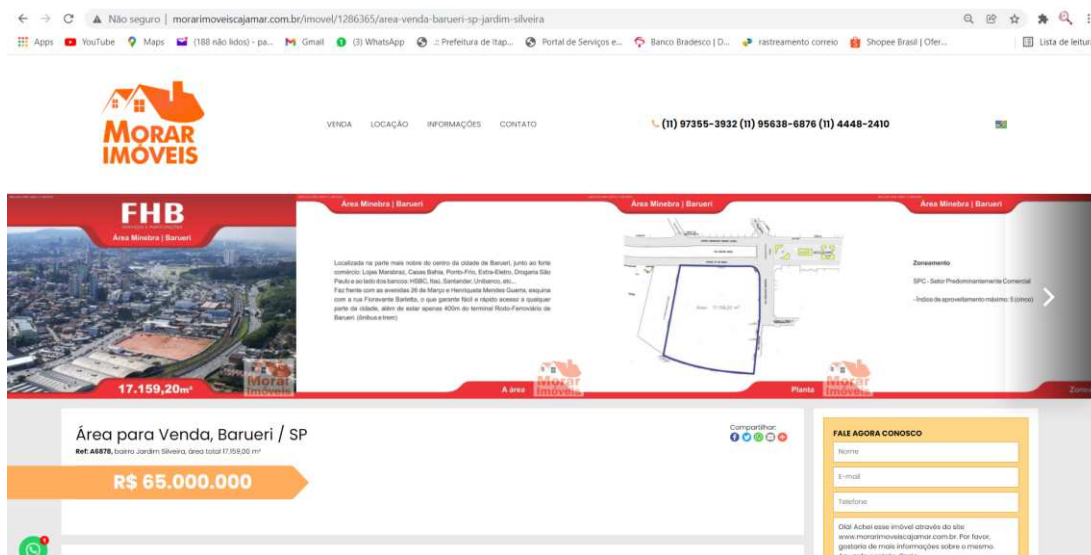 Não seguro | morarimoveiscajamar.com.br/imovel/1286365/area-venda-barueri-sp-jardim-silveira
Apps YouTube Maps (188 não lidos) - pa... Gmail (3) WhatsApp .:: Prefeitura de Itap... Portal de Serviços e... Banco Bradesco | D... rastreamento correio Shopee Brasil | Ofer... Lista de leitura
MORAR
IMÓVEIS
VENDA LOCAÇÃO INFORMAÇÕES CONTATO
(11) 97355-3932 (11) 95638-6876 (11) 4448-2410
FHB
Área Minebra | Barueri
17.159,20m²
Morar
Imóveis
Área Minebra | Barueri
Localizada na parte mais nobre do centro da cidade de Barueri, junto ao forte
comércio: Lojas Marabraz, Casas Bahia, Ponto-Frio, Extra-Eletro, Drogaria São
Paulo e ao lado dos bancos: HSBC, Itaú, Santander, Unibanco, etc...
Faz frente com as avenidas 26 de Março e Henriqueta Mendes Guerra, esquina
com a rua Fioravante Barletta, o que garante fácil e rápido acesso a qualquer
parte da cidade, além de estar apenas 400m do terminal Rodo-Ferroviário de
Barueri. (ônibus e trem)
A área
Morar
Imóveis
Área Minebra | Barueri
Planta
Morar
Imóveis
Área Minebra | Barueri
Zoneamento
SPC - Setor Predominantemente Comercial
- Índice de aproveitamento máximo: 5 (cinco)
Área para Venda, Barueri / SP
Ref: A6878, bairro Jardim Silveira, área total 17.159,00 m²
Compartilhar:
R$ 65.000.000
FALE AGORA CONOSCO
Nome
E-mail
Telefone
Olá! Achei esse imóvel através do site
www.morarimoveiscajamar.com.br. Por favor,
gostaria de mais informações sobre o mesmo.